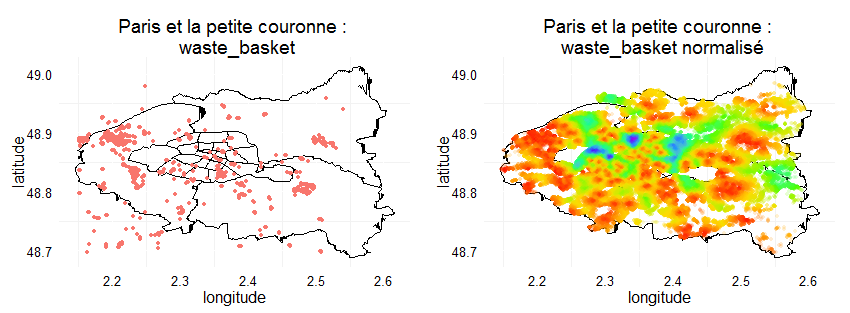 Paris et la petite couronne :
waste_basket
49.0
48.9
48.8
48.7
latitude
2.2
2.3
2.4
2.5
2.6
longitude
Paris et la petite couronne :
waste_basket normalisé
49.0
48.9
48.8
48.7
latitude
2.2
2.3
2.4
2.5
2.6
longitude